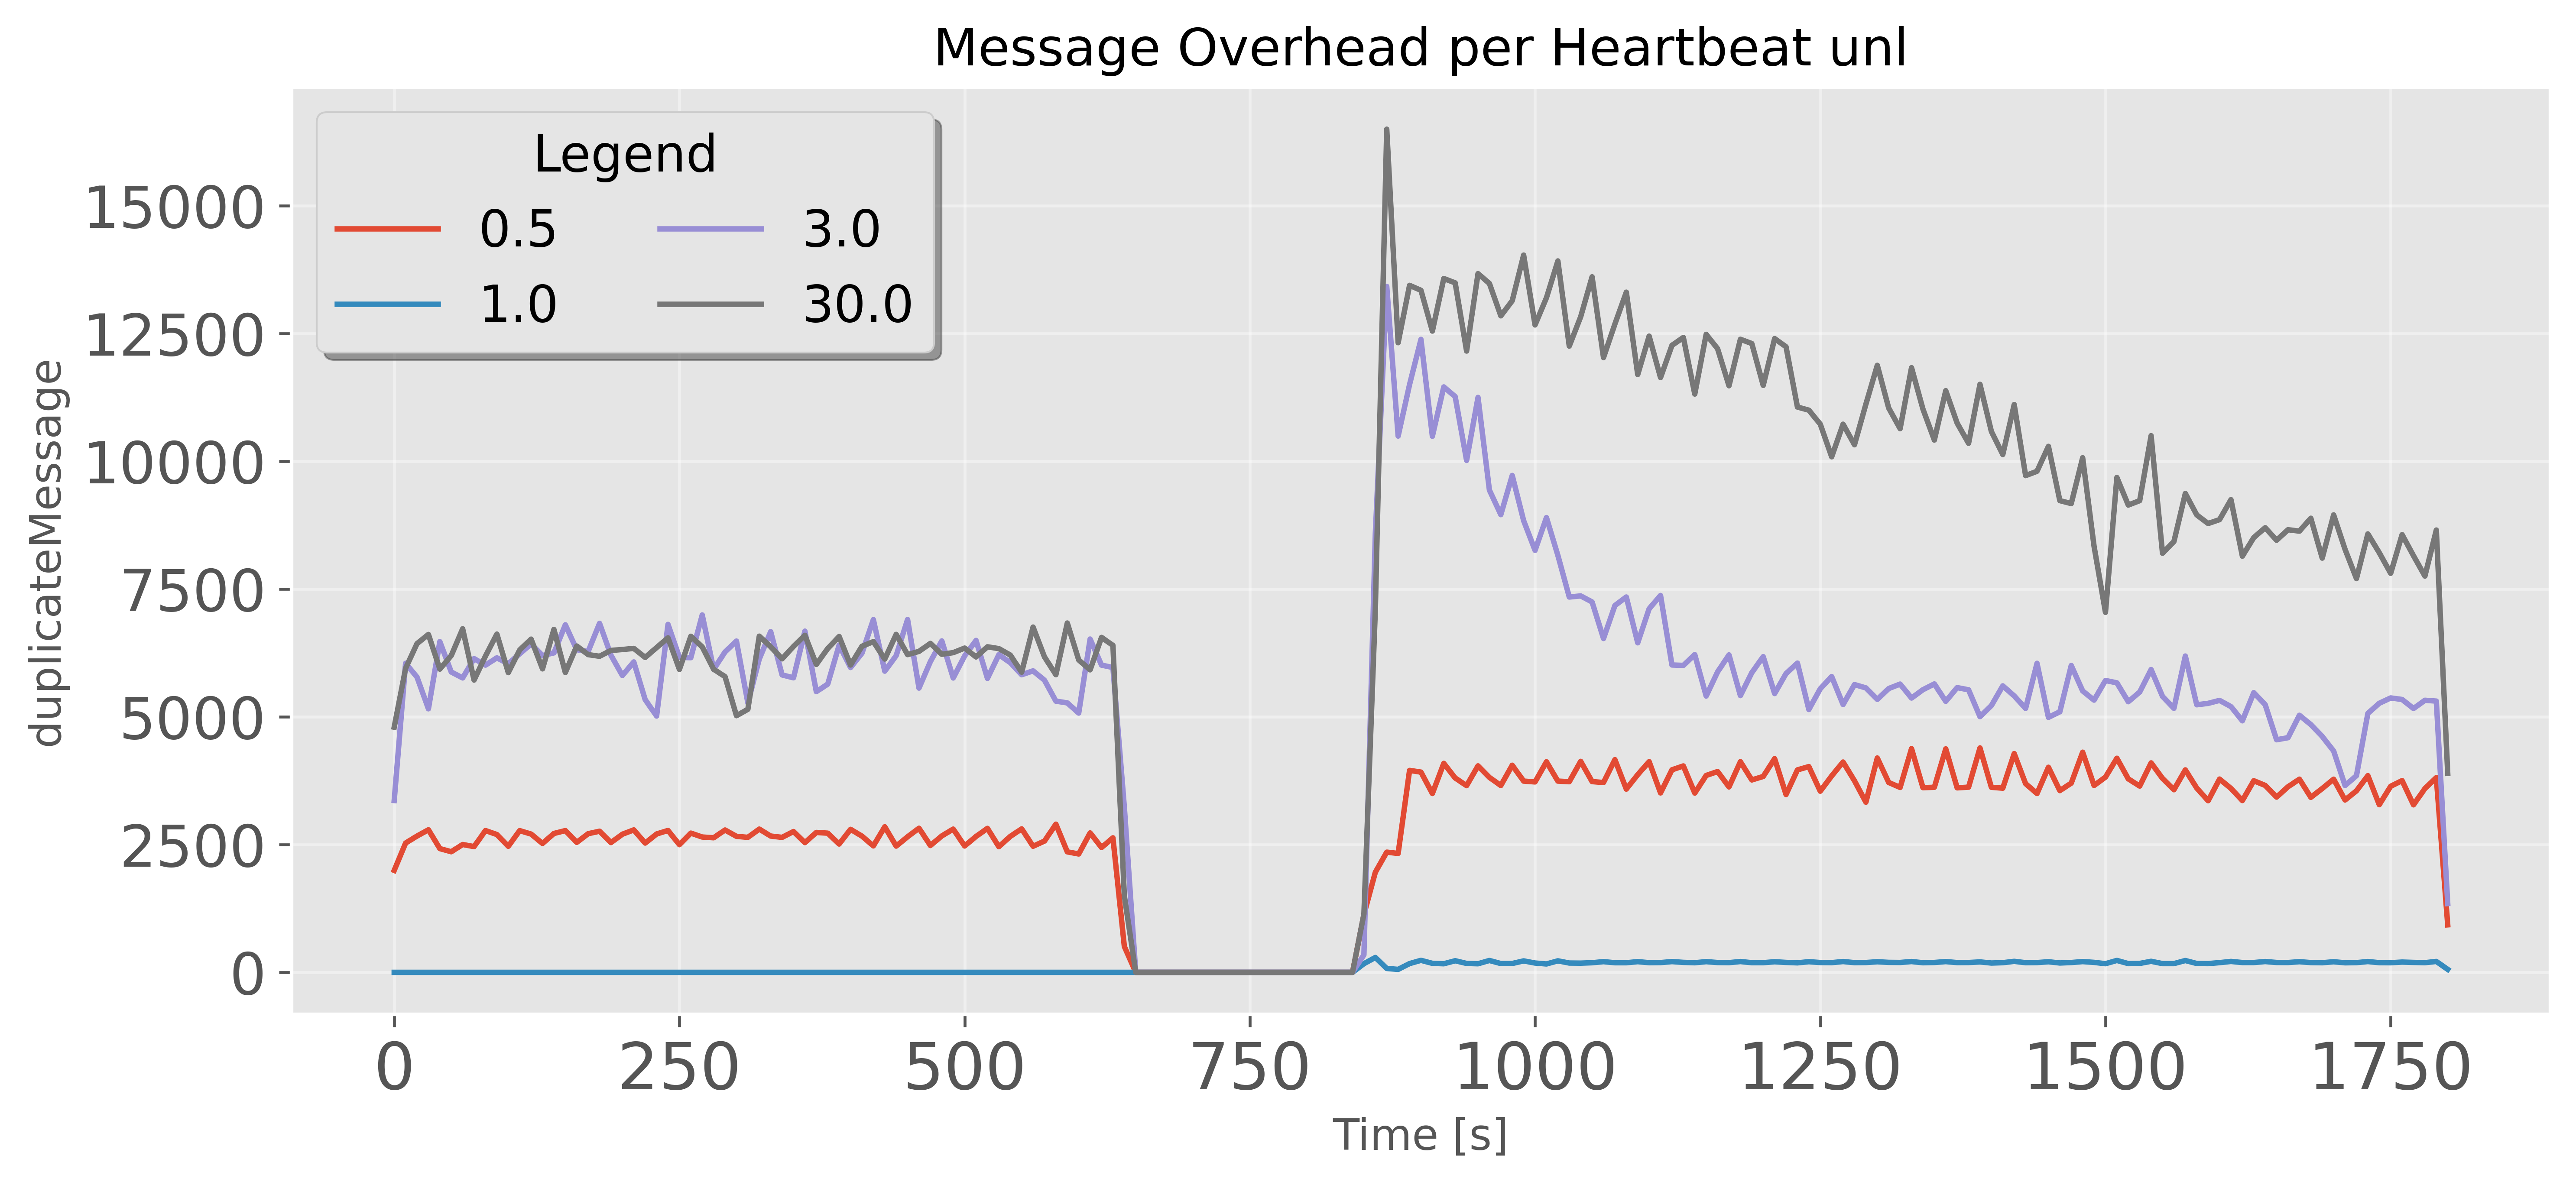 Message Overhead per Heartbeat unl
Legend
0.5 3.0
1.0 30.0
duplicateMessage
15000
12500
10000
7500
5000
2500
0
0 250 500 750 1000 1250 1500 1750
Time [s]